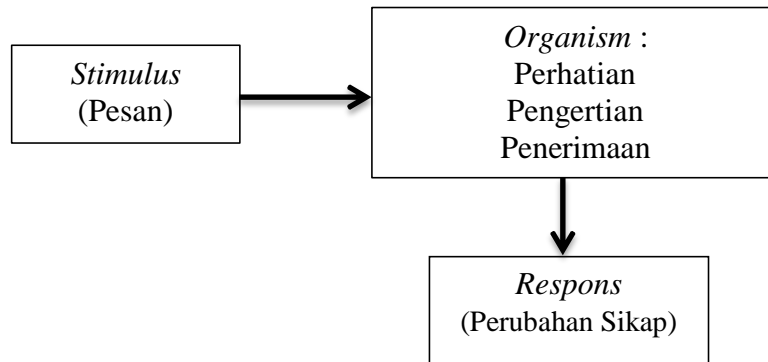 Stimulus
(Pesan)
Organism :
Perhatian
Pengertian
Penerimaan
Respons
(Perubahan Sikap)